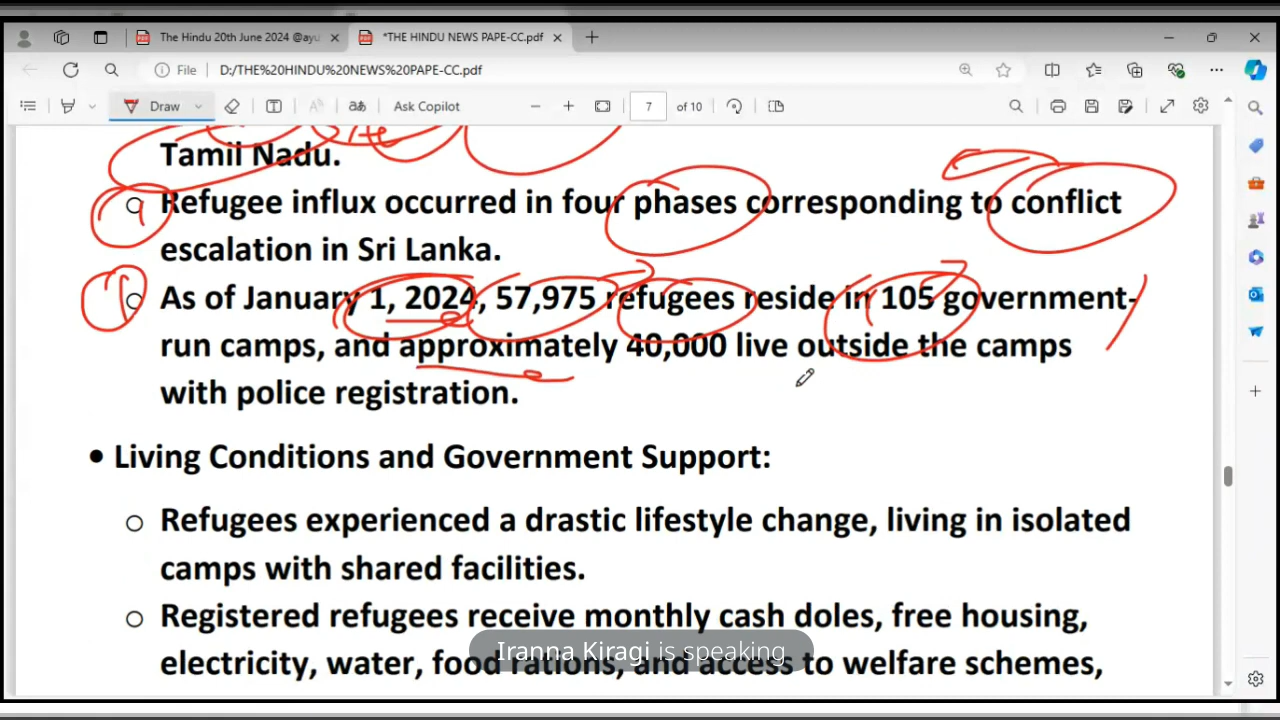 The Hindu 20th June 2024 @ayu
*THE HINDU NEWS PAPE-CC.pdf
File D:/THE%20HINDU%20NEWS%20PAPE-CC.pdf
Draw aあ Ask Copilot 7 of 10
Tamil Nadu.
Refugee influx occurred in four phases corresponding to conflict
escalation in Sri Lanka.
As of January 1, 2024, 57,975 refugees reside in 105 government-
run camps, and approximately 40,000 live outside the camps
with police registration.
• Living Conditions and Government Support:
Refugees experienced a drastic lifestyle change, living in isolated
camps with shared facilities.
Registered refugees receive monthly cash doles, free housing,
electricity, water, food rations, and access to welfare schemes,
Iranna Kiragi is speaking